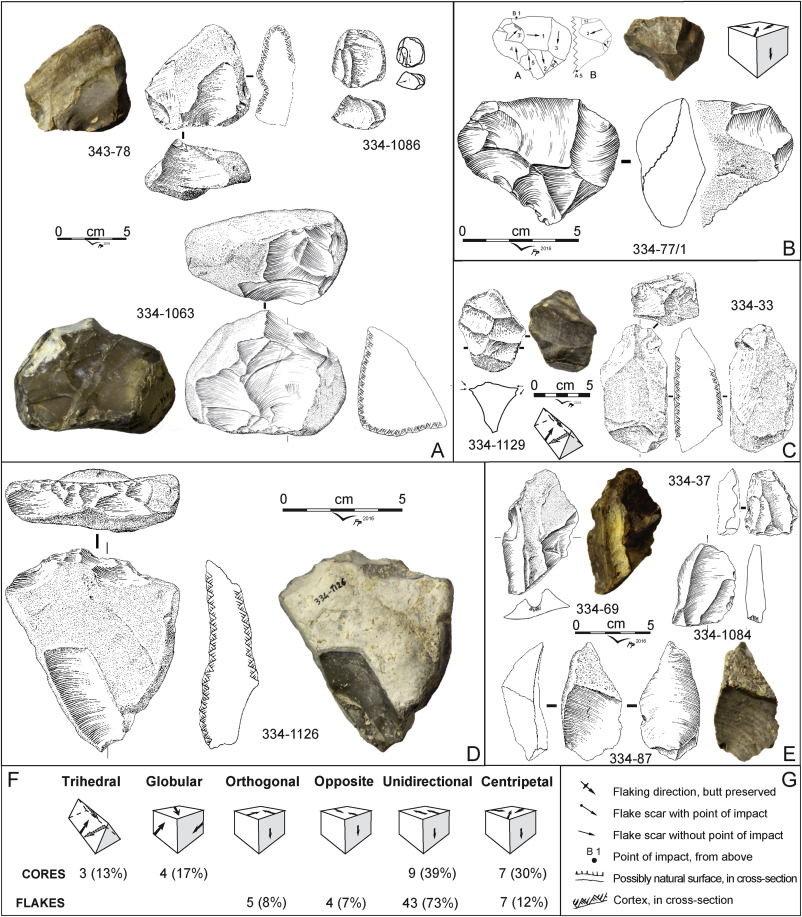 343-78
334-1086
0 cm 5
334-1063
A
B 1
A B
A 5
0 cm 5
2016
334-77/1
B
334-33
0 cm 5
334-1129
C
0 cm 5
2016
334-1126
334-1126
D
334-37
334-69
334-1084
0 cm 5
2016
334-87
E
F
Trihedral Globular Orthogonal Opposite Unidirectional Centripetal
CORES 3 (13%) 4 (17%) 9 (39%) 7 (30%)
FLAKES 5 (8%) 4 (7%) 43 (73%) 7 (12%)
G
Flaking direction, butt preserved
Flake scar with point of impact
Flake scar without point of impact
B 1
Point of impact, from above
Possibly natural surface, in cross-section
Cortex, in cross-section